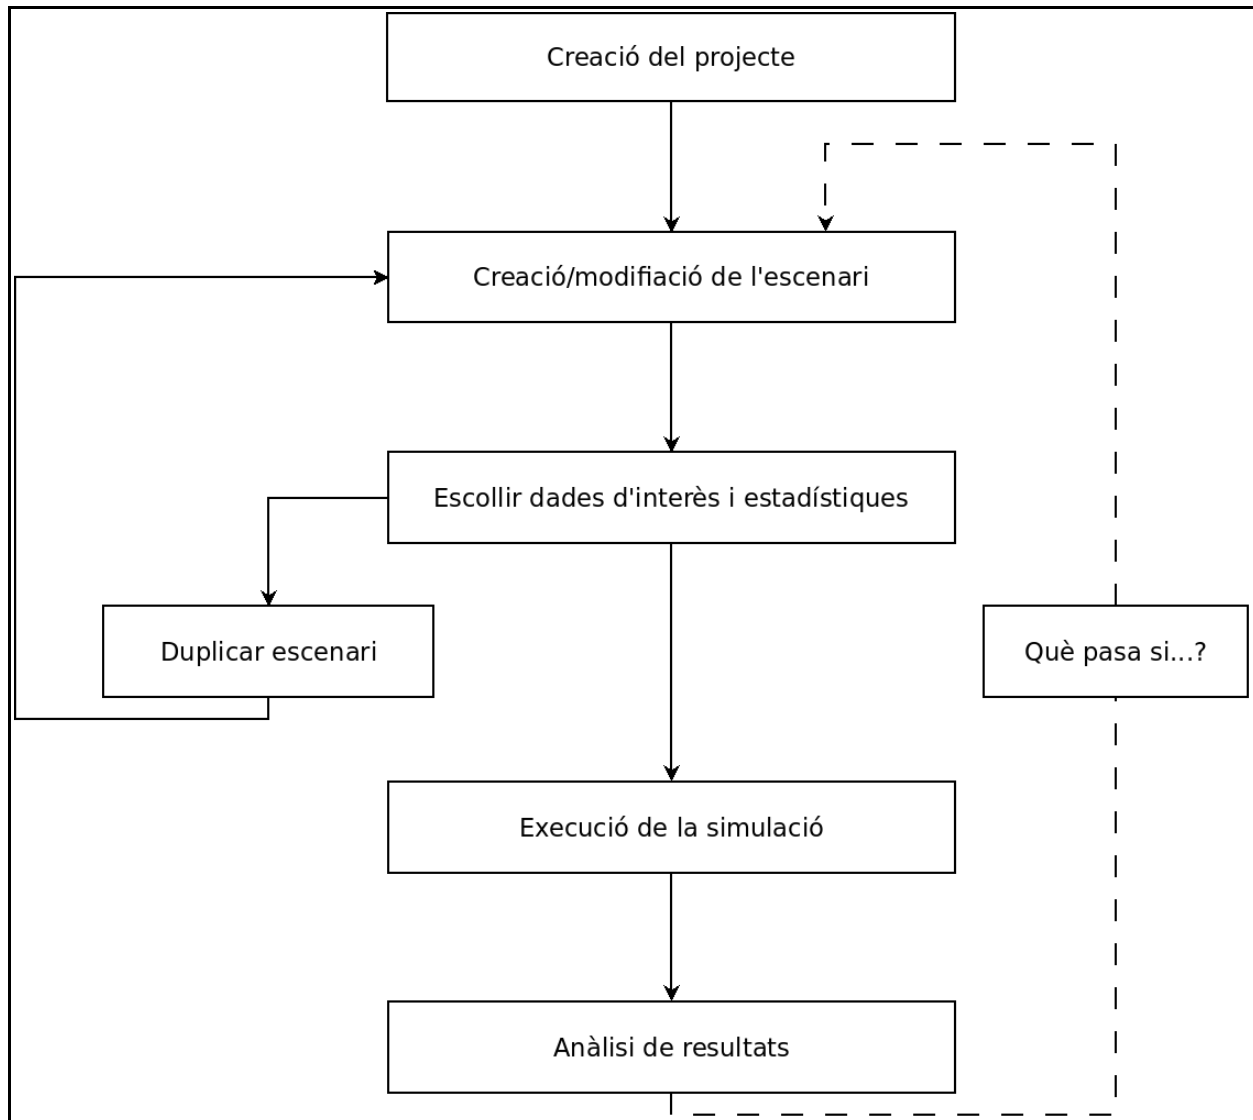 Creació del projecte
Creació/modifiació de l'escenari
Escollir dades d'interès i estadístiques
Duplicar escenari
Què pasa si...?
Execució de la simulació
Anàlisi de resultats